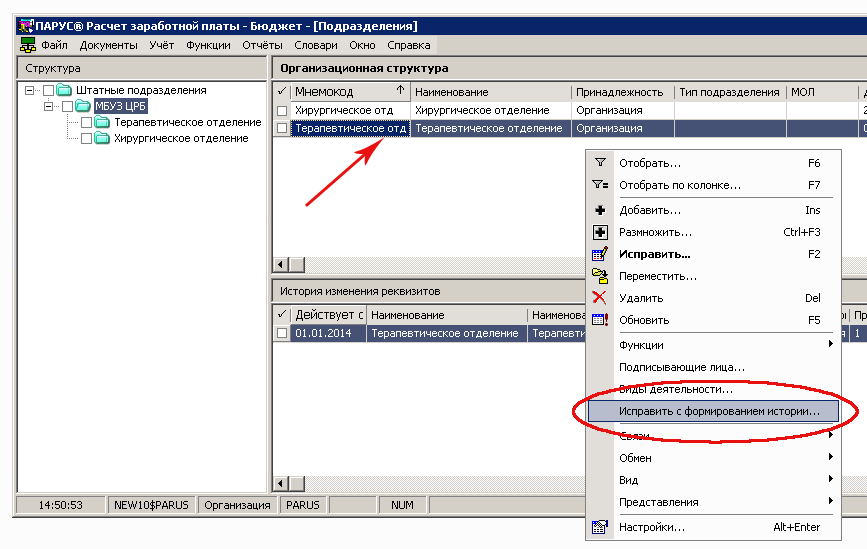 ПАРУС® Расчет заработной платы - Бюджет - [Подразделения]
Файл Документы Учёт Функции Отчёты Словари Окно Справка
Структура
Штатные подразделения
МБУЗ ЦРБ
Терапевтическое отделение
Хирургическое отделение
Организационная структура
Мнемокод Наименование Принадлежность Тип подразделения МОЛ
Хирургическое отд Хирургическое отделение Организация
Терапевтическое отд Терапевтическое отделение Организация
Отобрать... F6
Отобрать по колонке... F7
Добавить... Ins
Размножить... Ctrl+F3
Исправить... F2
Переместить...
Удалить Del
Обновить F5
Функции
Подписывающие лица...
Виды деятельности...
Исправить с формированием истории...
Связи
Обмен
Вид
Представления
Настройки... Alt+Enter
История изменения реквизитов
Действует с Наименование Наименова Пр
01.01.2014 Терапевтическое отделение Терапевти я 1
14:50:53 NEW10$PARUS Организация PARUS NUM